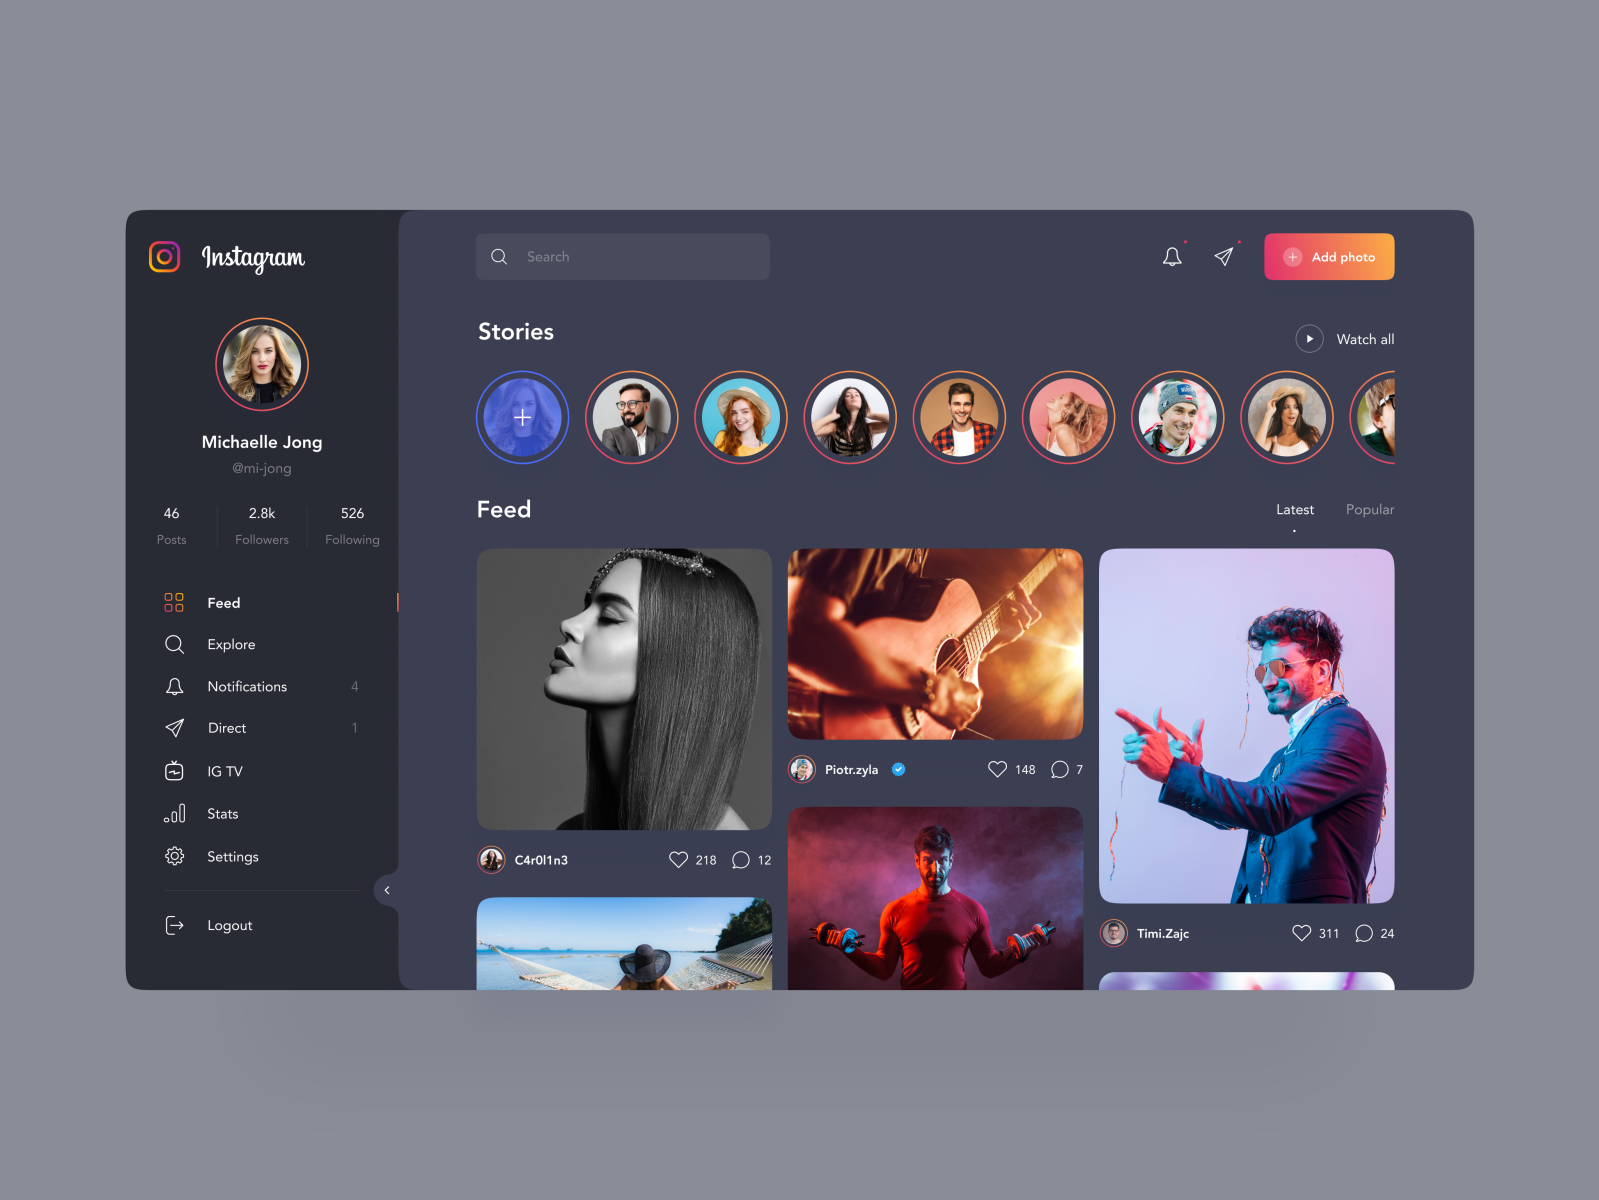 Instagram
Michaelle Jong
@mi-jong
46 2.8k 526
Posts Followers Following
Feed
Explore
Notifications 4
Direct 1
IG TV
Stats
Settings
Logout
Search
Add photo
Stories
Watch all
Feed
Latest Popular
C4r0l1n3 218 12
Piotr.zyla 148 7
Timi.Zajc 311 24